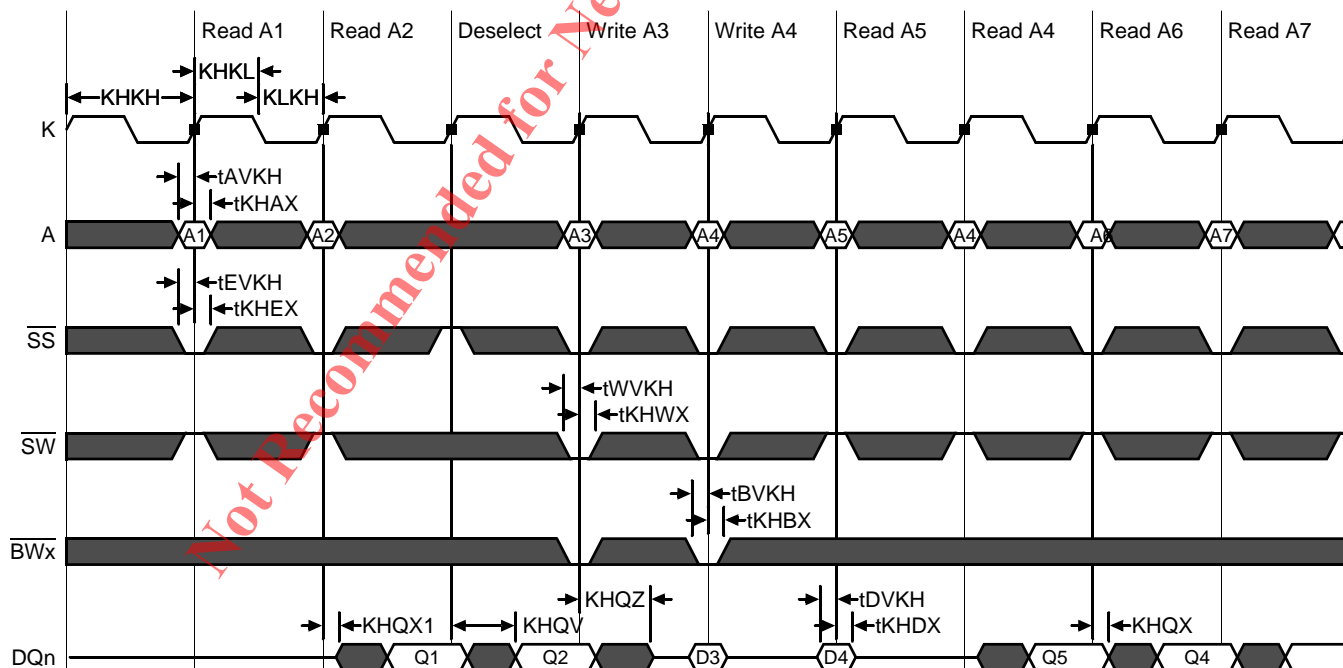 Read A1 Read A2 Deselect Write A3 Write A4 Read A5 Read A4 Read A6 Read A7
KHKL
KHKH KLKH
K
tAVKH
tKHAX
A A1 A2 A3 A4 A5 A4 A6 A7
tEVKH
tKHEX
SS
tWVKH
tKHWX
SW
tBVKH
tKHBX
BWx
KHQZ tDVKH
KHQX1 KHQV tKHDX KHQX
DQn Q1 Q2 D3 D4 Q5 Q4
Not Recommended for